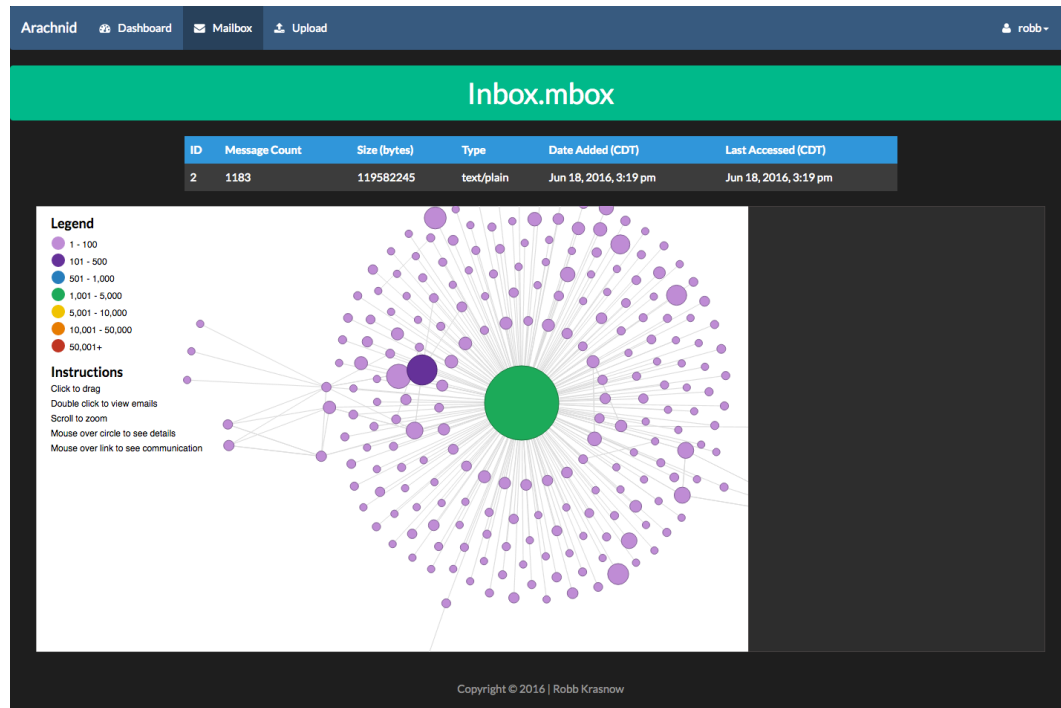 Arachnid Dashboard Mailbox Upload robb
Inbox.mbox
ID Message Count Size (bytes) Type Date Added (CDT) Last Accessed (CDT)
2 1183 119582245 text/plain Jun 18, 2016, 3:19 pm Jun 18, 2016, 3:19 pm
Legend
1 - 100
101 - 500
501 - 1,000
1,001 - 5,000
5,001 - 10,000
10,001 - 50,000
50,001+
Instructions
Click to drag
Double click to view emails
Scroll to zoom
Mouse over circle to see details
Mouse over link to see communication
Copyright © 2016 | Robb Krasnow